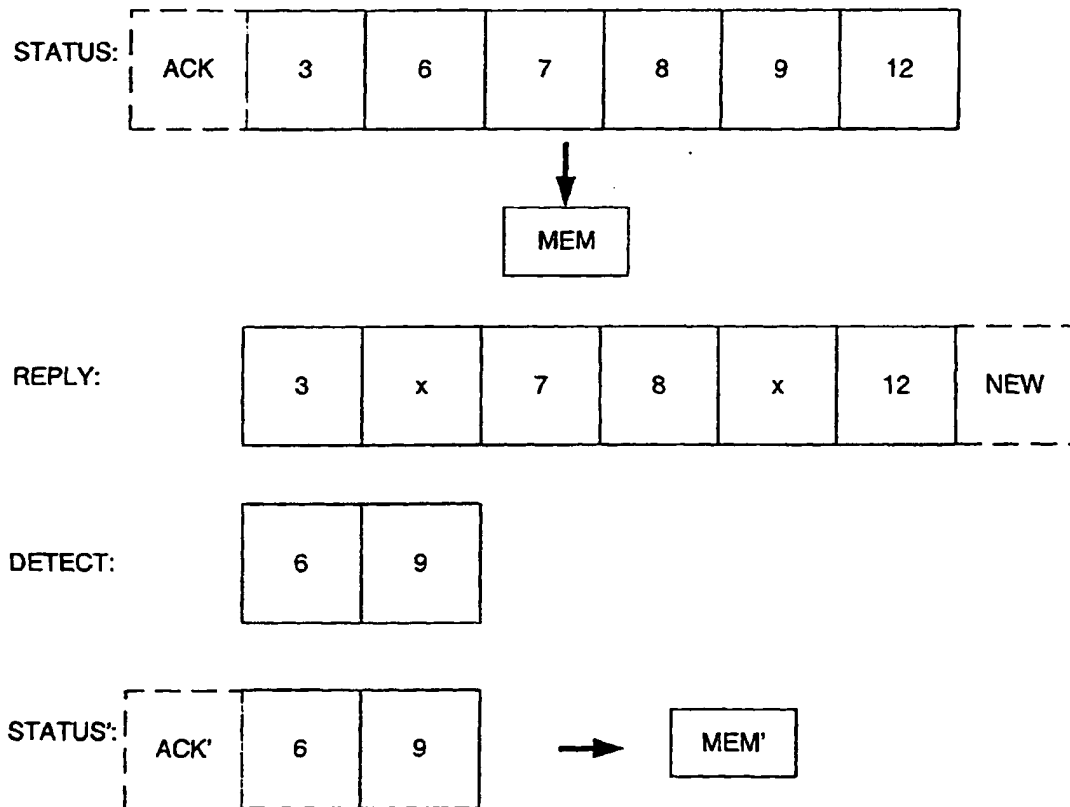 STATUS: ACK 3 6 7 8 9 12
MEM
REPLY: 3 x 7 8 x 12 NEW
DETECT: 6 9
STATUS': ACK' 6 9 MEM'